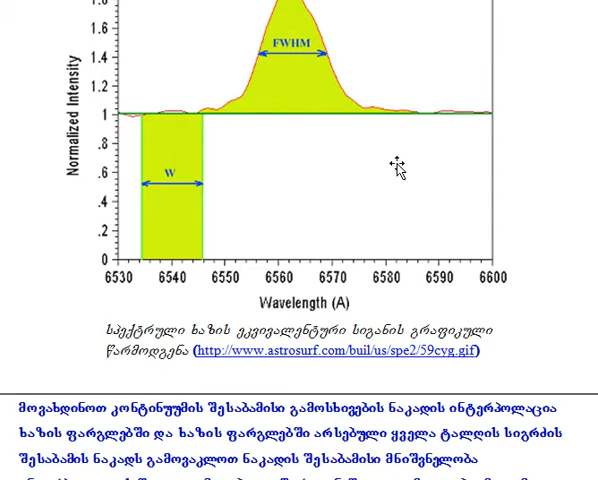 1.8
1.6
FWHM
1.4
1.2
1
.8
.6
.4
.2
0
W
Normalized Intensity
6530 6540 6550 6560 6570 6580 6590 6600
Wavelength (A)
სპექტრული ხაზის ეკვივალენტური სიგანის გრაფიკული
წარმოდგენა (http://www.astrosurf.com/buil/us/spe2/59cyg.gif)
მოვახდინოთ კონტინუუმის შესაბამისი გამოსხივების ნაკადის ინტერპოლაცია
ხაზის ფარგლებში და ხაზის ფარგლებში არსებული ყველა ტალღის სიგრძის
შესაბამის ნაკადს გამოვაკლოთ ნაკადის შესაბამისი მნიშვნელობა